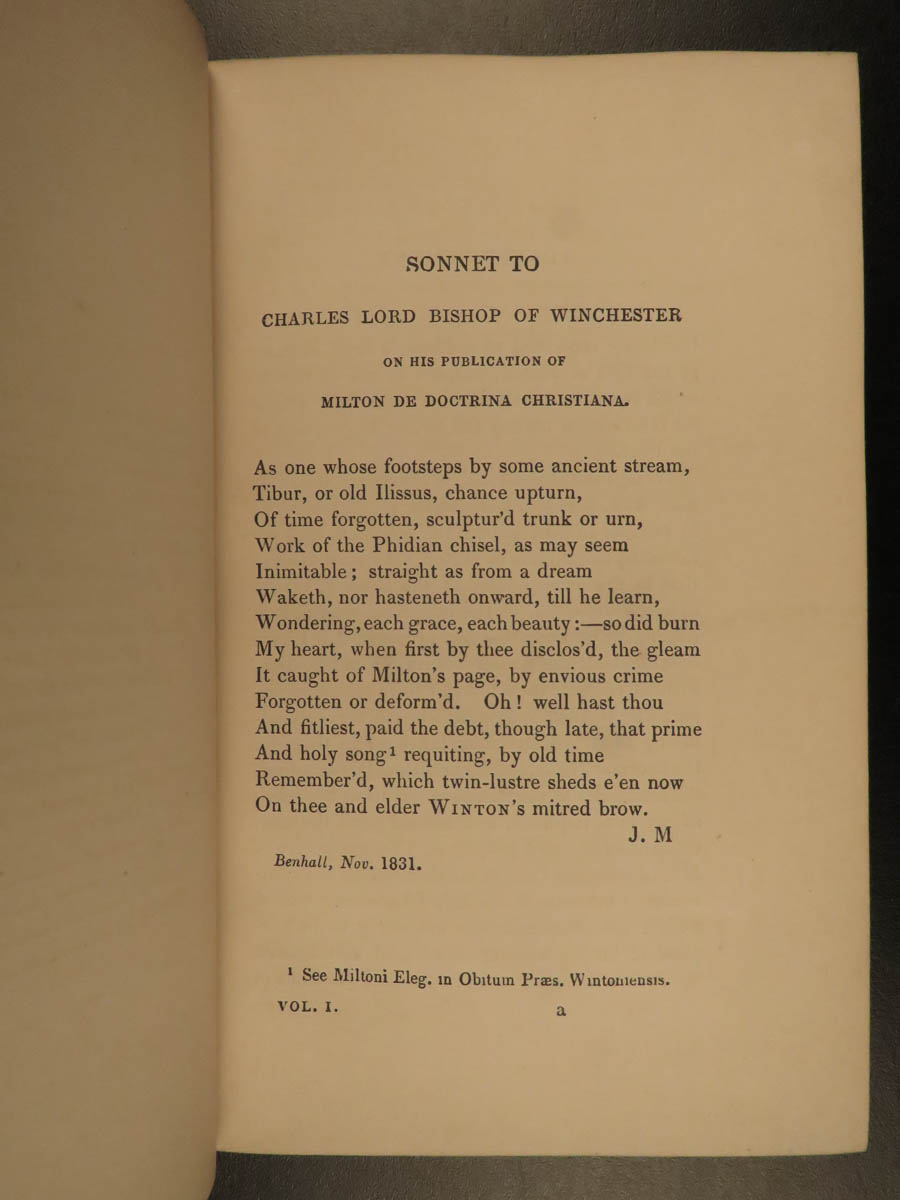 SONNET TO
CHARLES LORD BISHOP OF WINCHESTER
ON HIS PUBLICATION OF
MILTON DE DOCTRINA CHRISTIANA.
As one whose footsteps by some ancient stream,
Tibur, or old Ilissus, chance upturn,
Of time forgotten, sculptur'd trunk or urn,
Work of the Phidian chisel, as may seem
Inimitable; straight as from a dream
Waketh, nor hasteneth onward, till he learn,
Wondering, each grace, each beauty:—so did burn
My heart, when first by thee disclos'd, the gleam
It caught of Milton's page, by envious crime
Forgotten or deform'd. Oh! well hast thou
And fitliest, paid the debt, though late, that prime
And holy song¹ requiting, by old time
Remember'd, which twin-lustre sheds e'en now
On thee and elder WINTON's mitred brow.
J. M
Benhall, Nov. 1831.
¹ See Miltoni Eleg. in Obitum Præs. Wintoniensis.
VOL. I. a